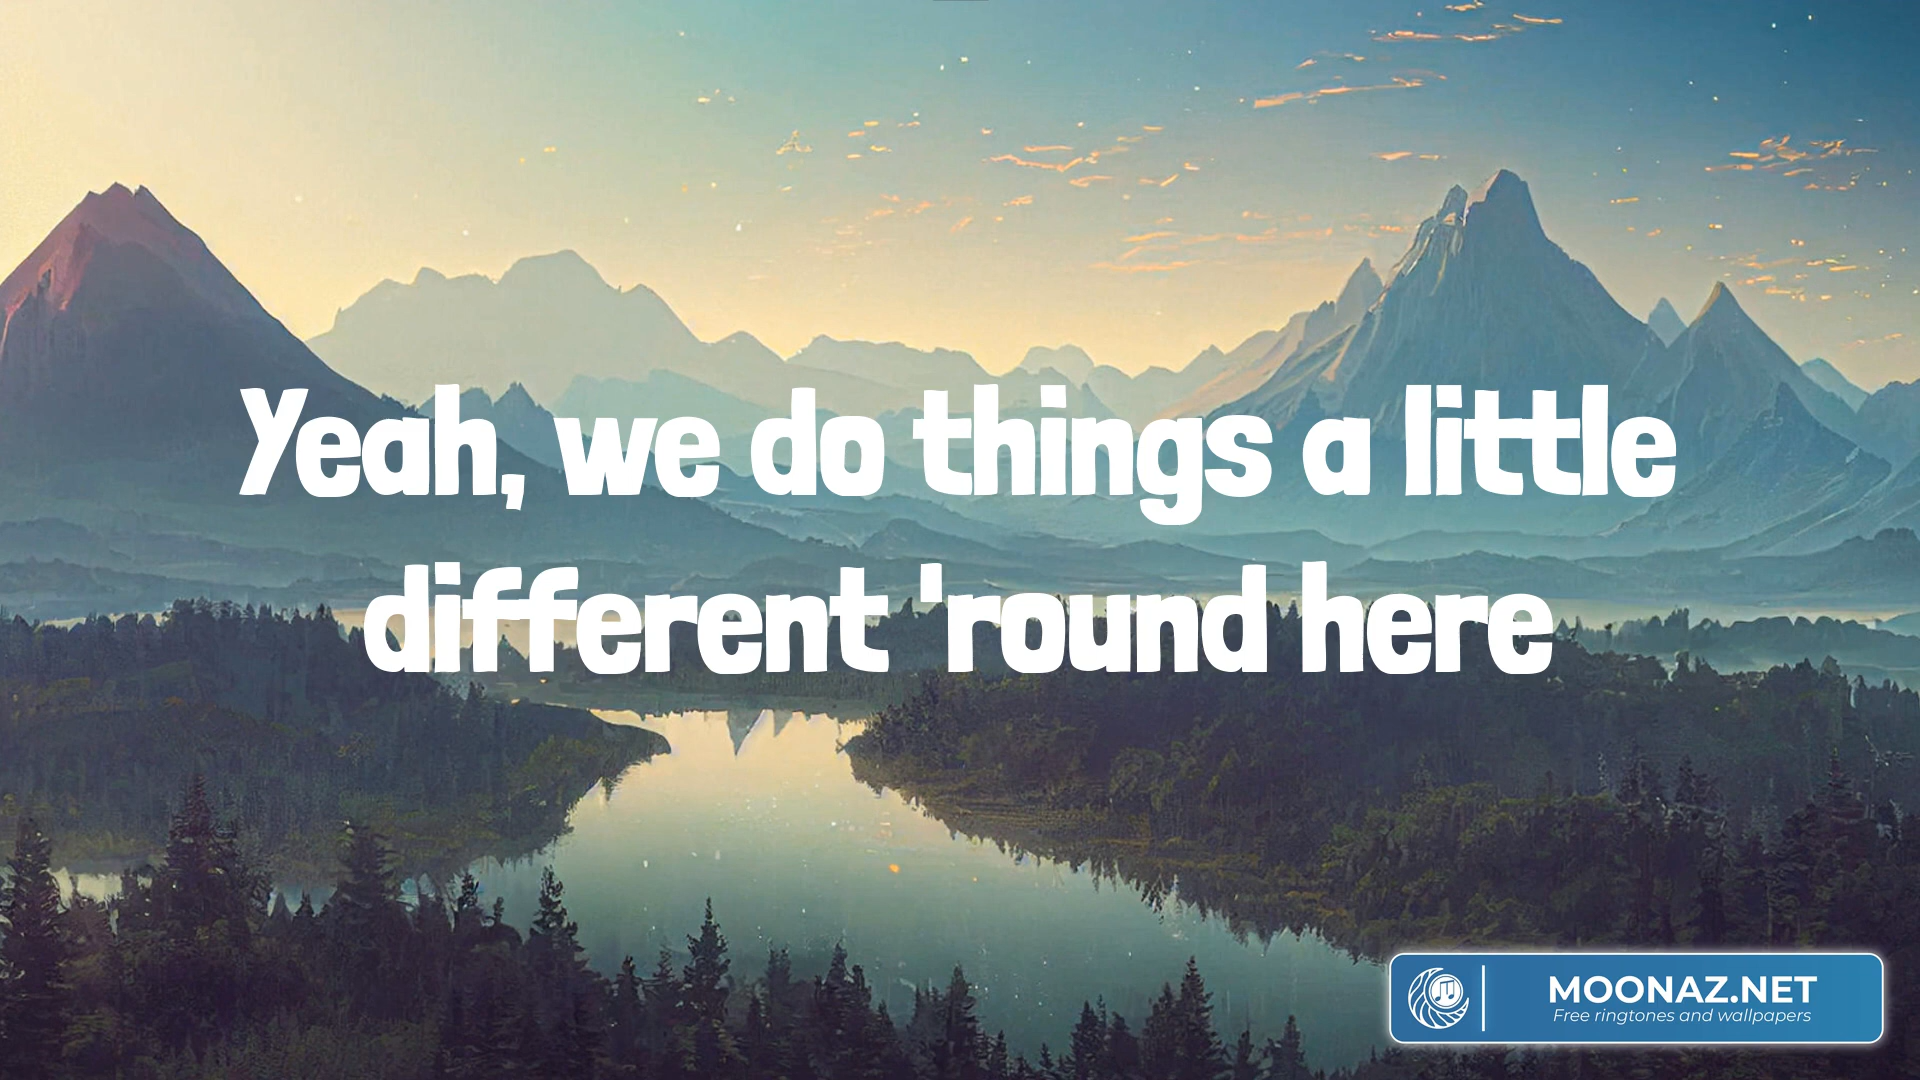 Yeah, we do things a little
different 'round here
MOONAZ.NET
Free ringtones and wallpapers